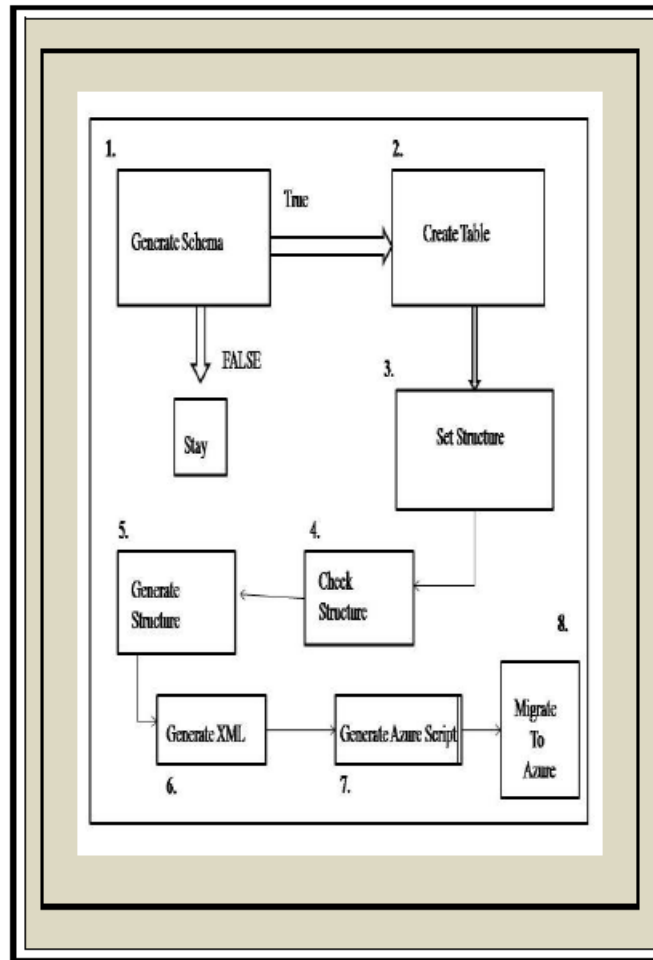 1.
Generate Schema
True
2.
Create Table
FALSE
Stay
3.
Set Structure
4.
Check
Structure
5.
Generate
Structure
Generate XML
6.
Generate Azure Script
7.
8.
Migrate
To
Azure